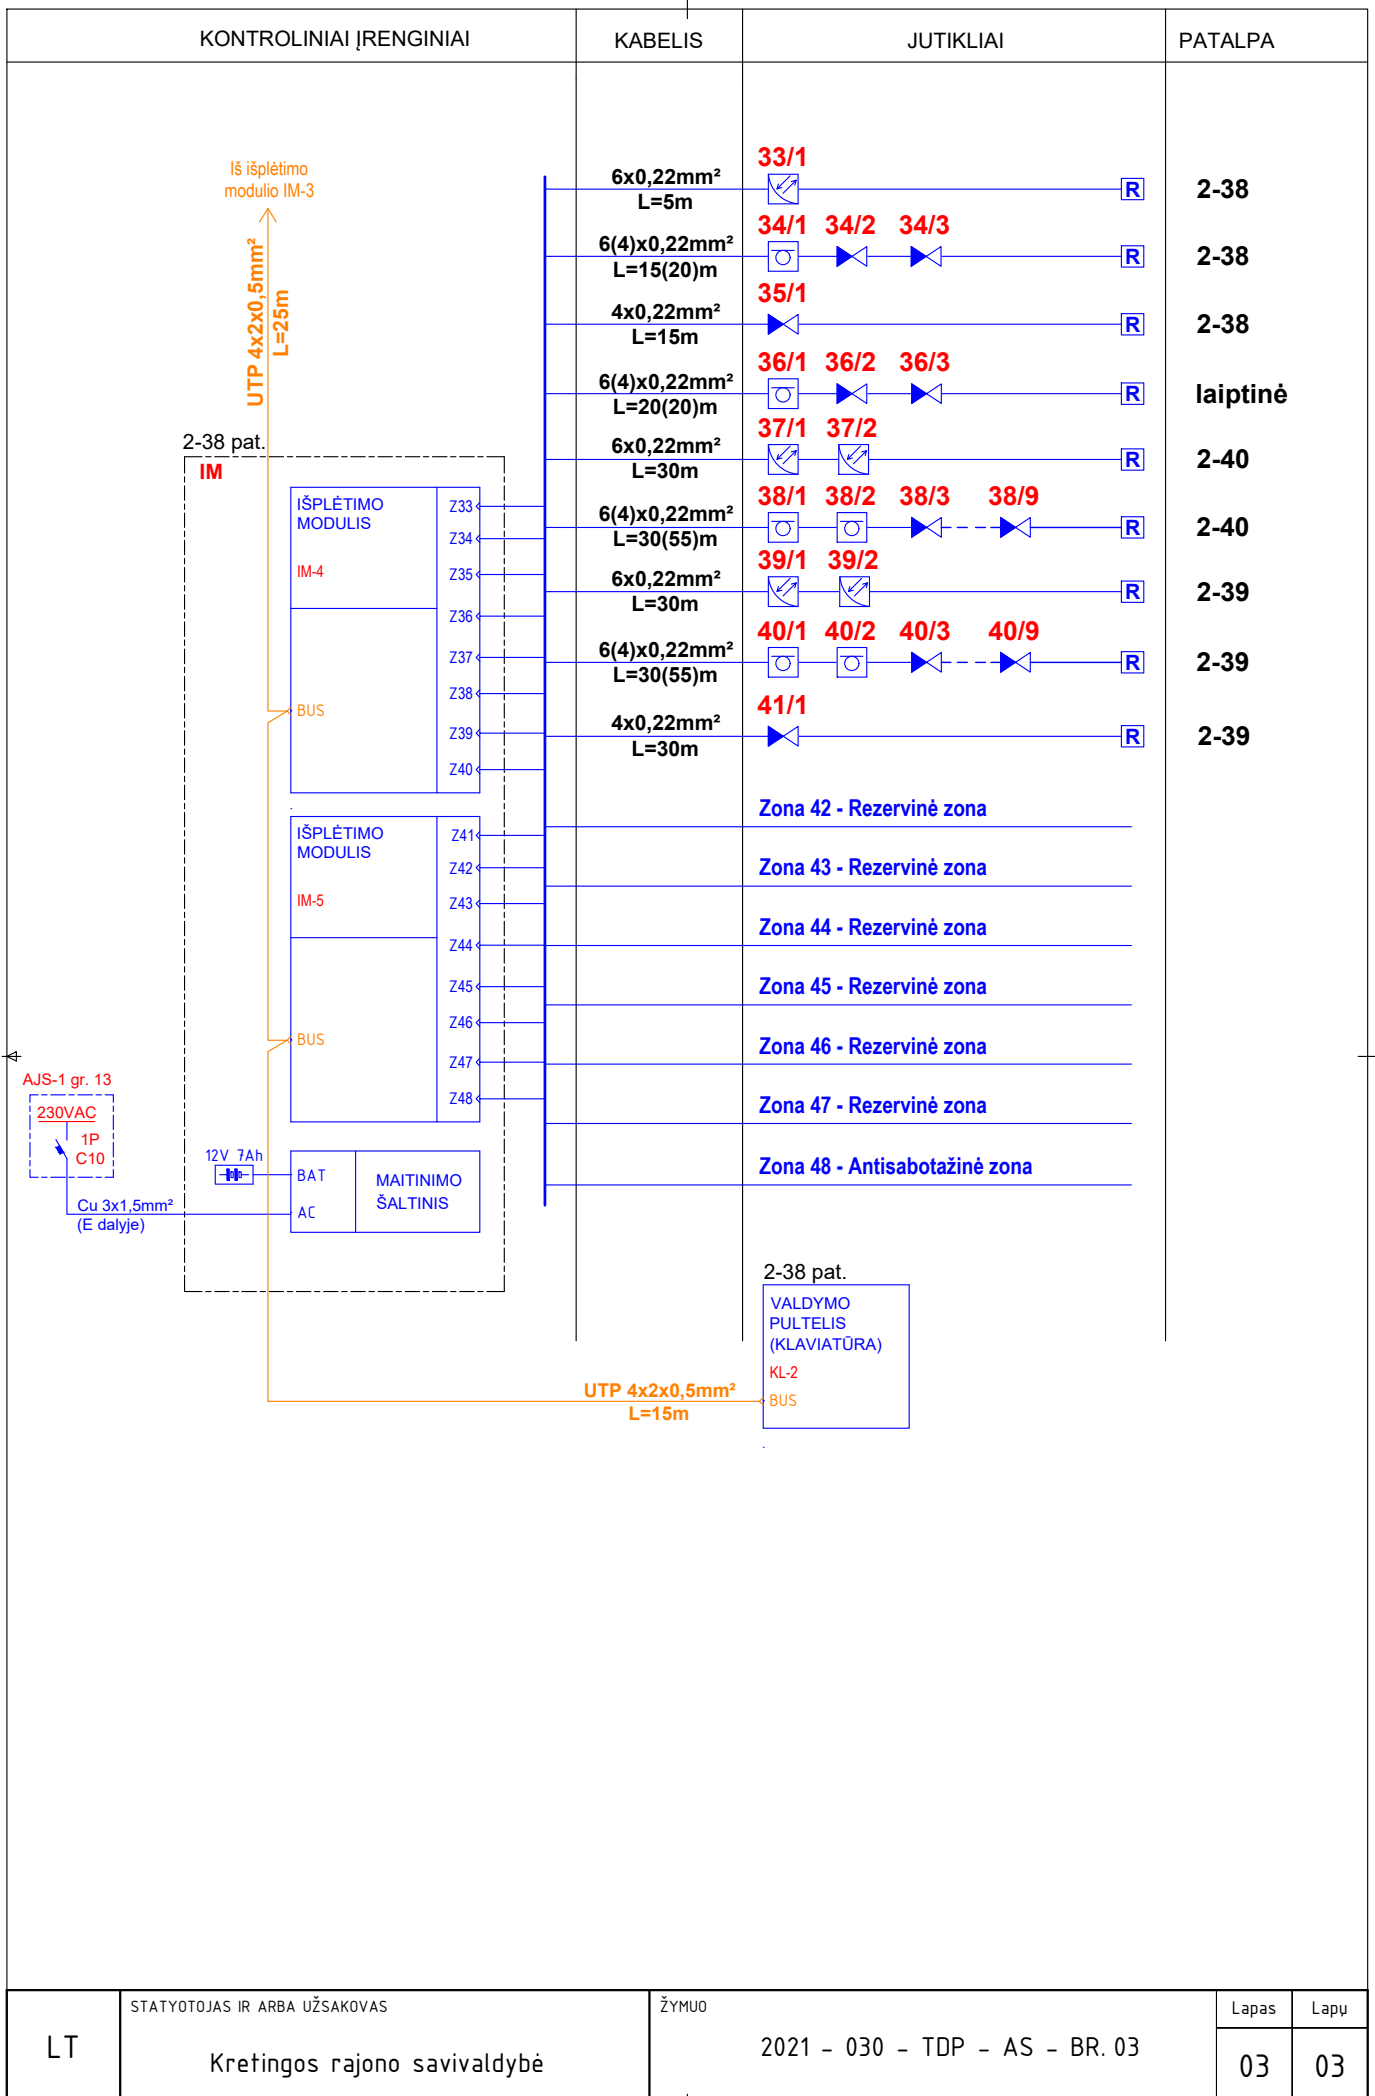 KONTROLINIAI ĮRENGINIAI
KABELIS
JUTIKLIAI
PATALPA
Iš išplėtimo
modulio IM-3
UTP 4x2x0,5mm²
L=25m
6x0,22mm²
L=5m
33/1
R
2-38
6(4)x0,22mm²
L=15(20)m
34/1 34/2 34/3
R
2-38
4x0,22mm²
L=15m
35/1
R
2-38
6(4)x0,22mm²
L=20(20)m
36/1 36/2 36/3
R
laiptinė
6x0,22mm²
L=30m
37/1 37/2
R
2-40
6(4)x0,22mm²
L=30(55)m
38/1 38/2 38/3 38/9
R
2-40
6x0,22mm²
L=30m
39/1 39/2
R
2-39
6(4)x0,22mm²
L=30(55)m
40/1 40/2 40/3 40/9
R
2-39
4x0,22mm²
L=30m
41/1
R
2-39
2-38 pat.
IM
IŠPLĖTIMO
MODULIS
IM-4
BUS
Z33
Z34
Z35
Z36
Z37
Z38
Z39
Z40
IŠPLĖTIMO
MODULIS
IM-5
BUS
Z41
Z42
Z43
Z44
Z45
Z46
Z47
Z48
Zona 42 - Rezervinė zona
Zona 43 - Rezervinė zona
Zona 44 - Rezervinė zona
Zona 45 - Rezervinė zona
Zona 46 - Rezervinė zona
Zona 47 - Rezervinė zona
Zona 48 - Antisabotažinė zona
AJS-1 gr. 13
230VAC
1P
C10
Cu 3x1,5mm²
(E dalyje)
12V 7Ah
BAT
AC
MAITINIMO
ŠALTINIS
2-38 pat.
VALDYMO
PULTELIS
(KLAVIATŪRA)
KL-2
BUS
UTP 4x2x0,5mm²
L=15m
LT
STATYOTOJAS IR ARBA UŽSAKOVAS
Kretingos rajono savivaldybė
ŽYMUO
2021 - 030 - TDP - AS - BR. 03
Lapas
Lapų
03
03